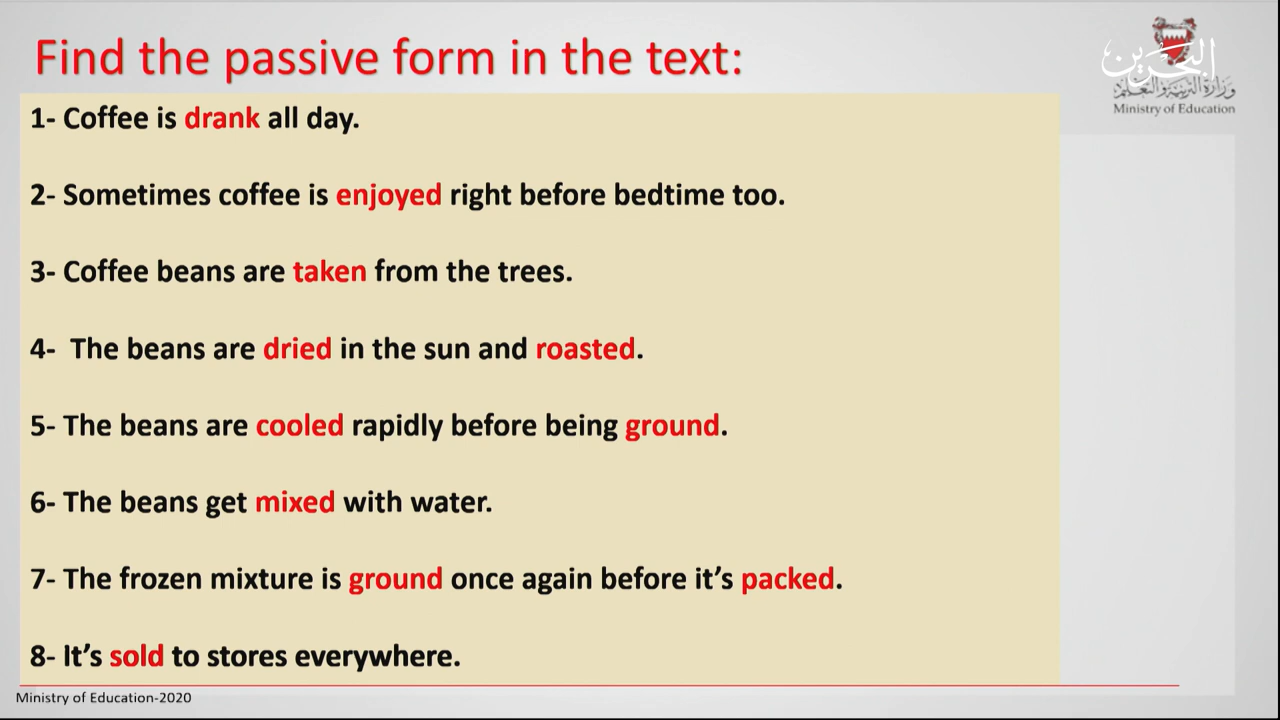 Find the passive form in the text:
البحرين
وزارة التربية والتعليم
Ministry of Education
1- Coffee is drank all day.
2- Sometimes coffee is enjoyed right before bedtime too.
3- Coffee beans are taken from the trees.
4- The beans are dried in the sun and roasted.
5- The beans are cooled rapidly before being ground.
6- The beans get mixed with water.
7- The frozen mixture is ground once again before it’s packed.
8- It’s sold to stores everywhere.
Ministry of Education-2020